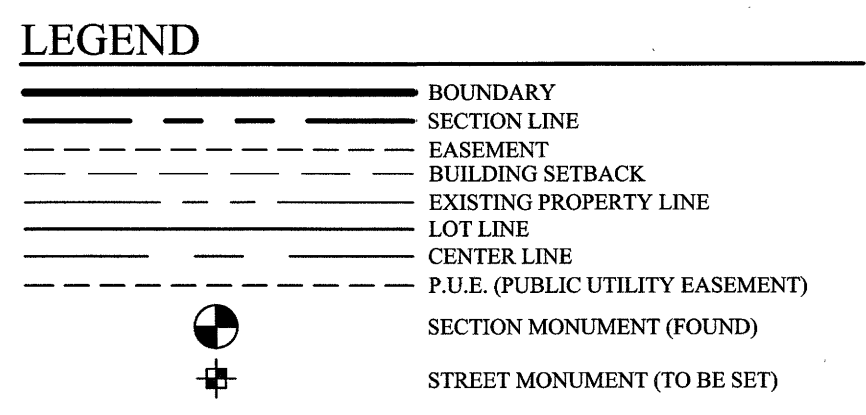 LEGEND
BOUNDARY
SECTION LINE
EASEMENT
BUILDING SETBACK
EXISTING PROPERTY LINE
LOT LINE
CENTER LINE
P.U.E. (PUBLIC UTILITY EASEMENT)
SECTION MONUMENT (FOUND)
STREET MONUMENT (TO BE SET)